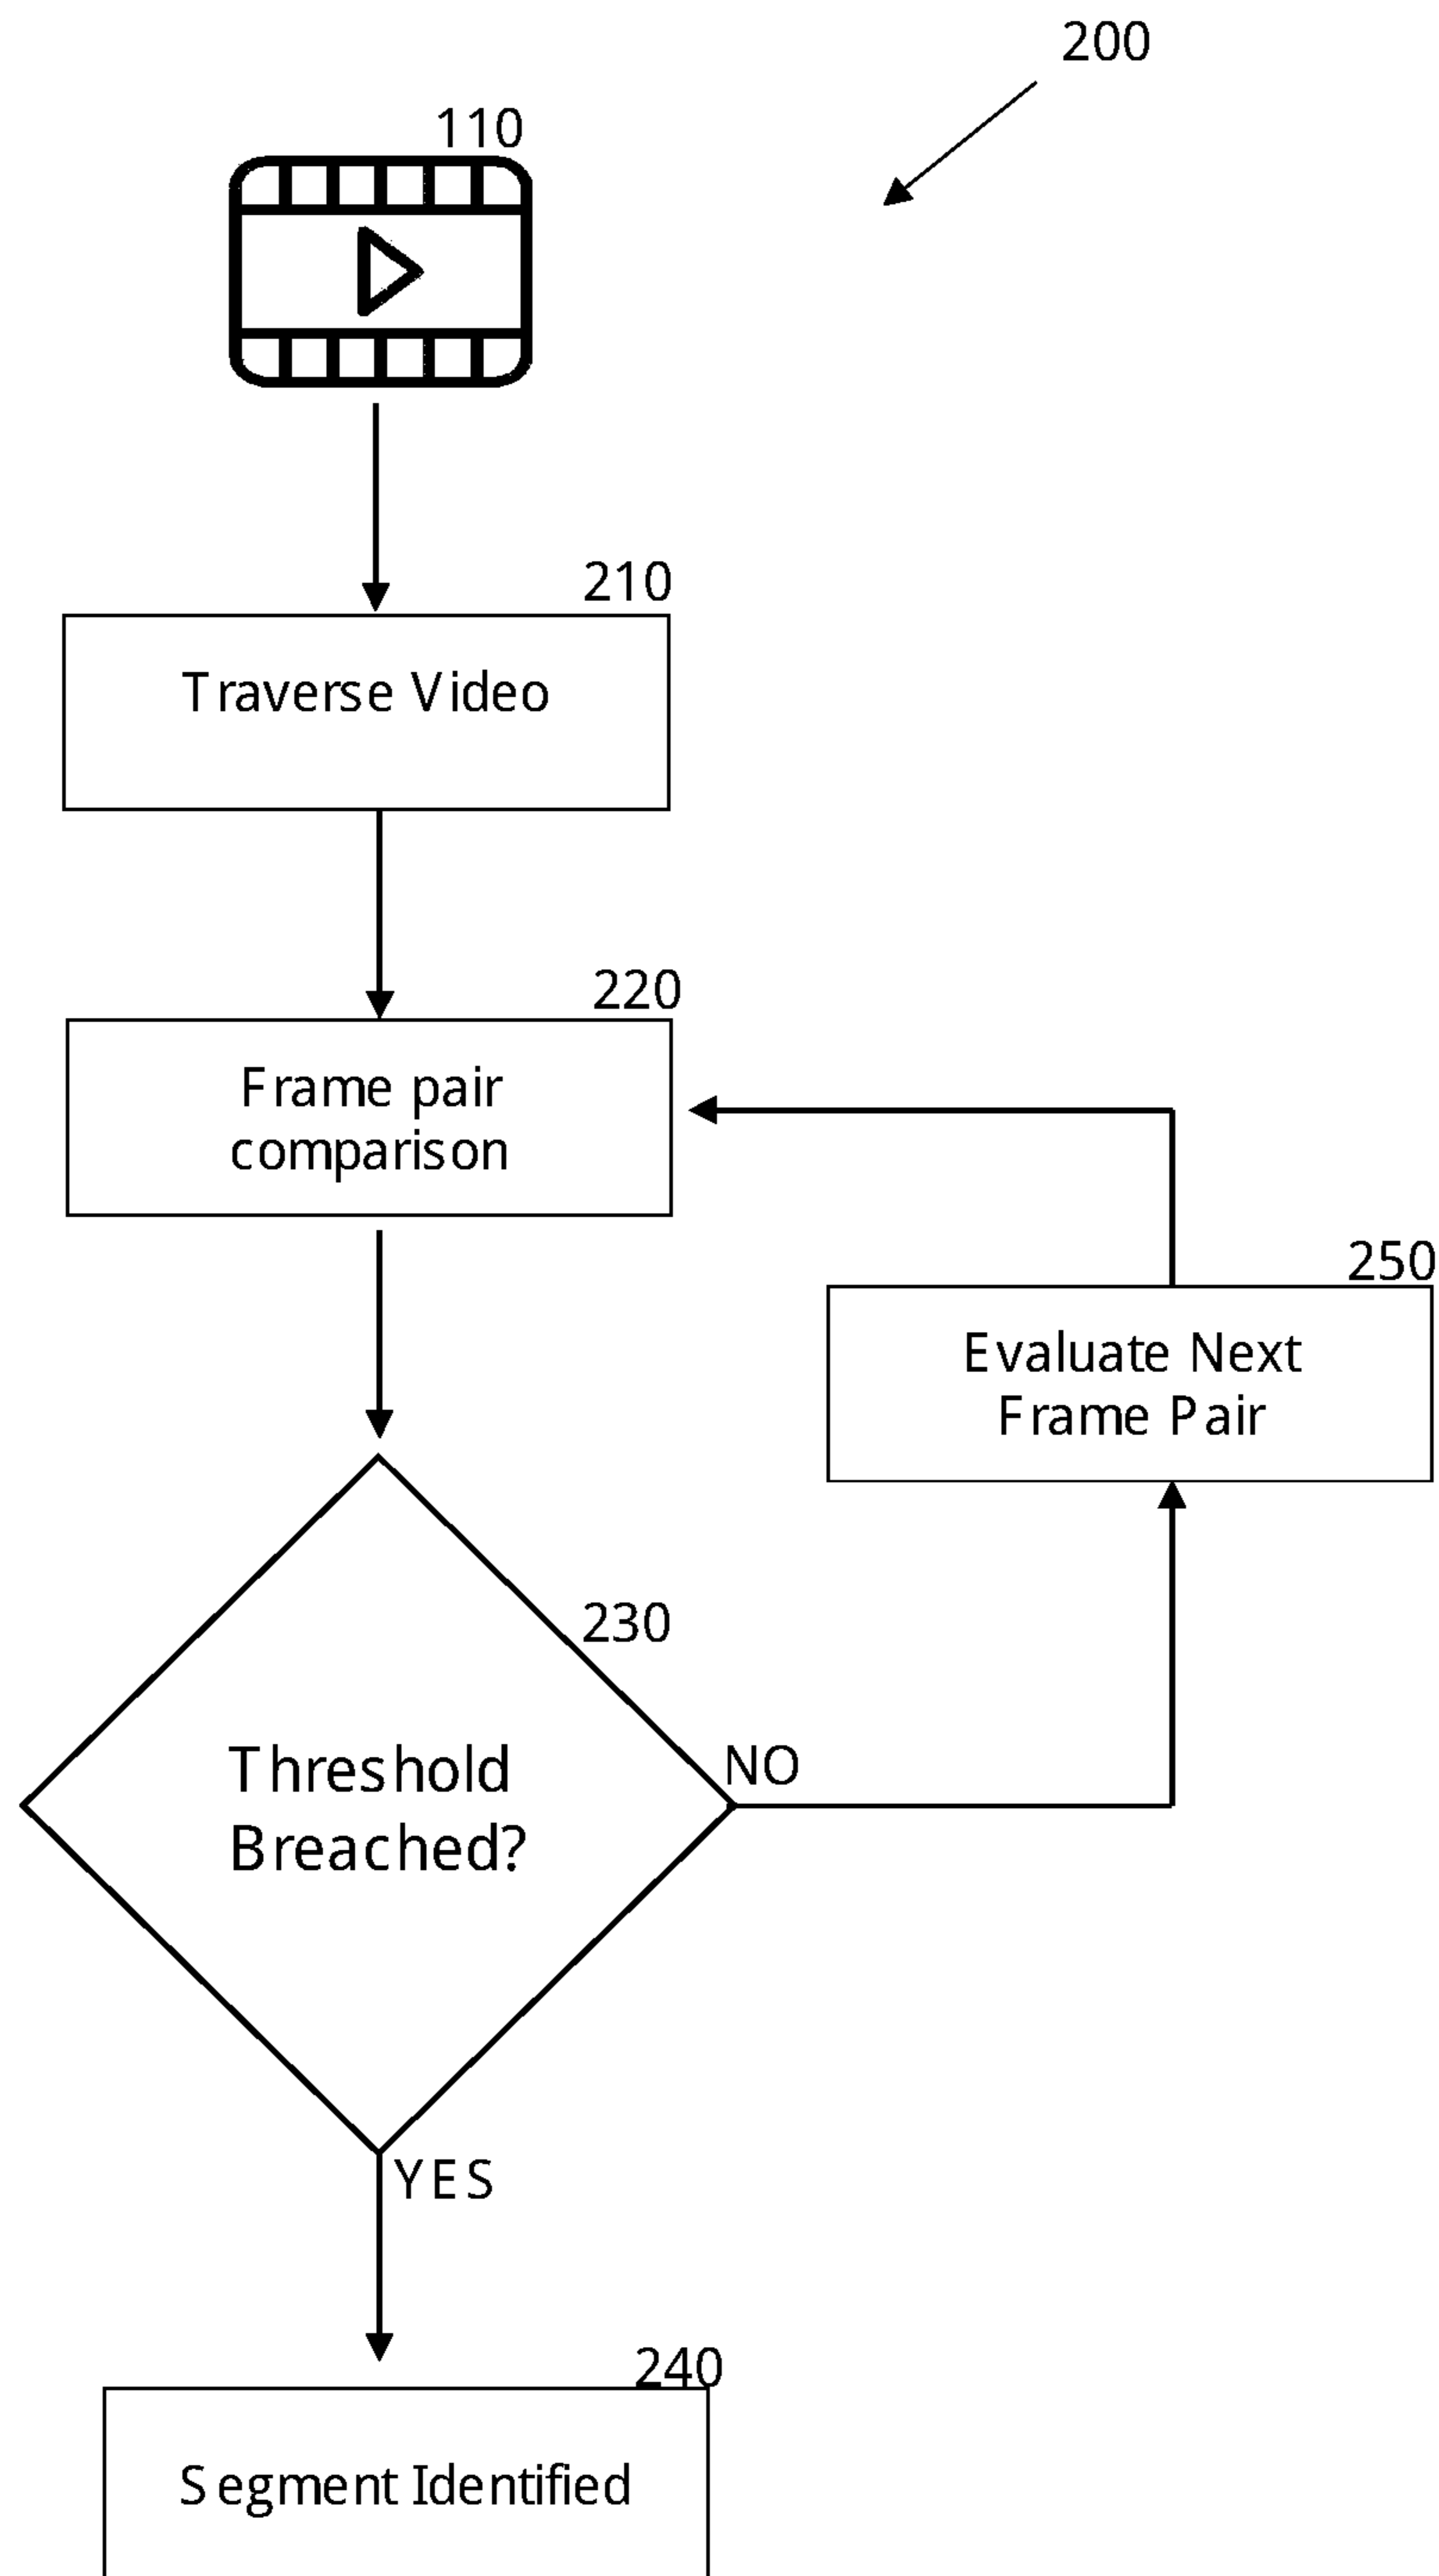 200
110
210
Traverse Video
220
Frame pair
comparison
250
Evaluate Next
Frame Pair
230
Threshold
Breached?
NO
YES
240
Segment Identified